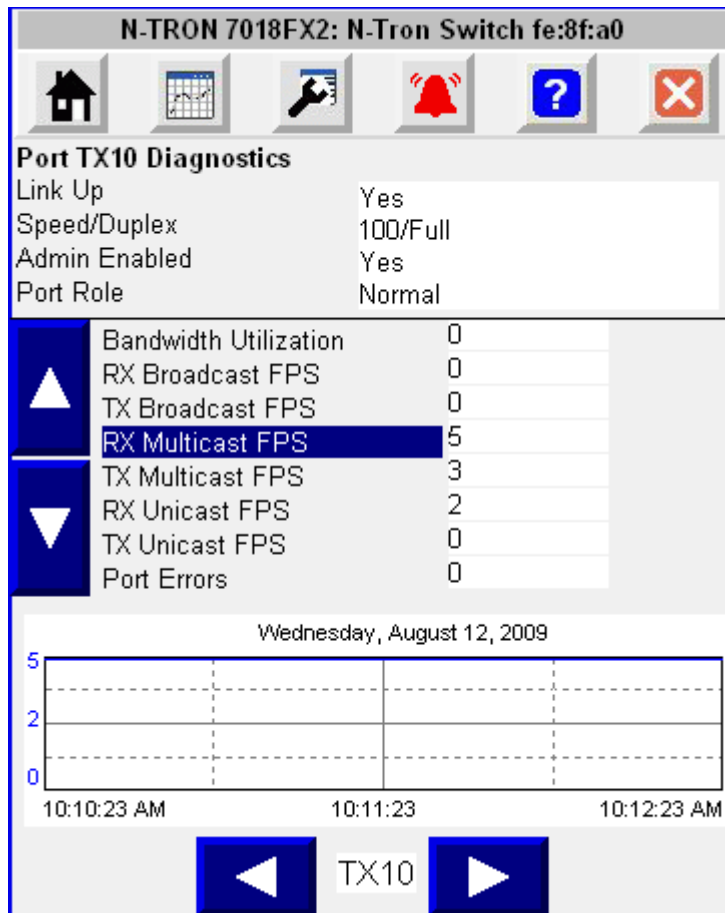 N-TRON 7018FX2: N-Tron Switch fe:8f:a0
?
Port TX10 Diagnostics
Link Up Yes
Speed/Duplex 100/Full
Admin Enabled Yes
Port Role Normal
Bandwidth Utilization 0
RX Broadcast FPS 0
TX Broadcast FPS 0
RX Multicast FPS 5
TX Multicast FPS 3
RX Unicast FPS 2
TX Unicast FPS 0
Port Errors 0
Wednesday, August 12, 2009
5
2
0
10:10:23 AM 10:11:23 10:12:23 AM
TX10